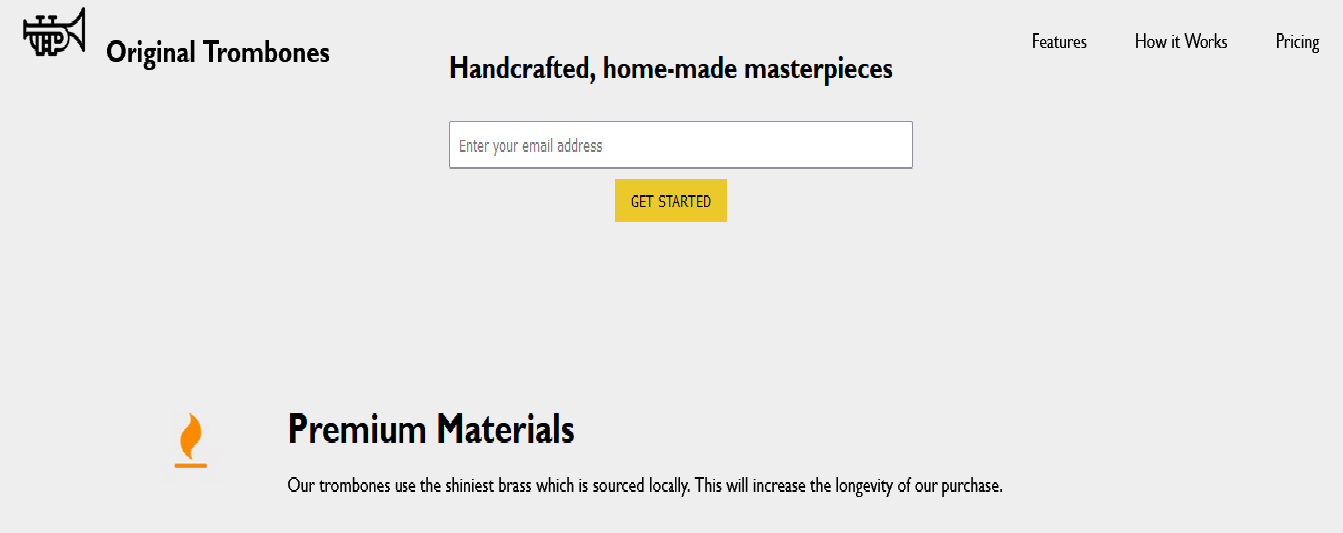 Original Trombones
Features
How it Works
Pricing
Handcrafted, home-made masterpieces
Enter your email address
GET STARTED
Premium Materials
Our trombones use the shiniest brass which is sourced locally. This will increase the longevity of our purchase.